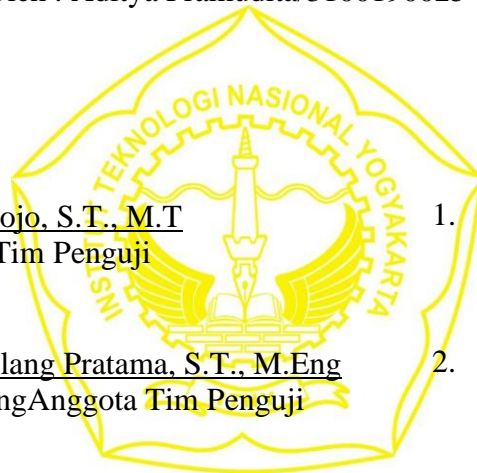 INSTITUT TEKNOLOGI NASIONAL YOGYAKARTA
ojo, S.T., M.T
1.
Tim Penguji
lang Pratama, S.T., M.Eng
2.
ngAnggota Tim Penguji